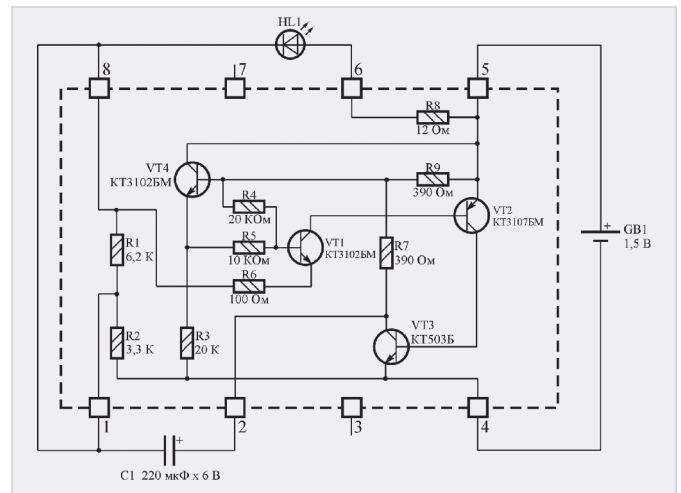 HL1
8
7
6
5
R8
12 Ом
VT4
КТ3102БМ
R9
390 Ом
R4
20 КОм
VT2
КТ3107БМ
GB1
1,5 В
+
R1
6,2 К
R5
10 КОм
VT1
КТ3102БМ
R7
390 Ом
R6
100 Ом
R2
3,3 К
R3
20 К
VT3
КТ503Б
1
2
3
4
+
C1 220 мкФ х 6 В